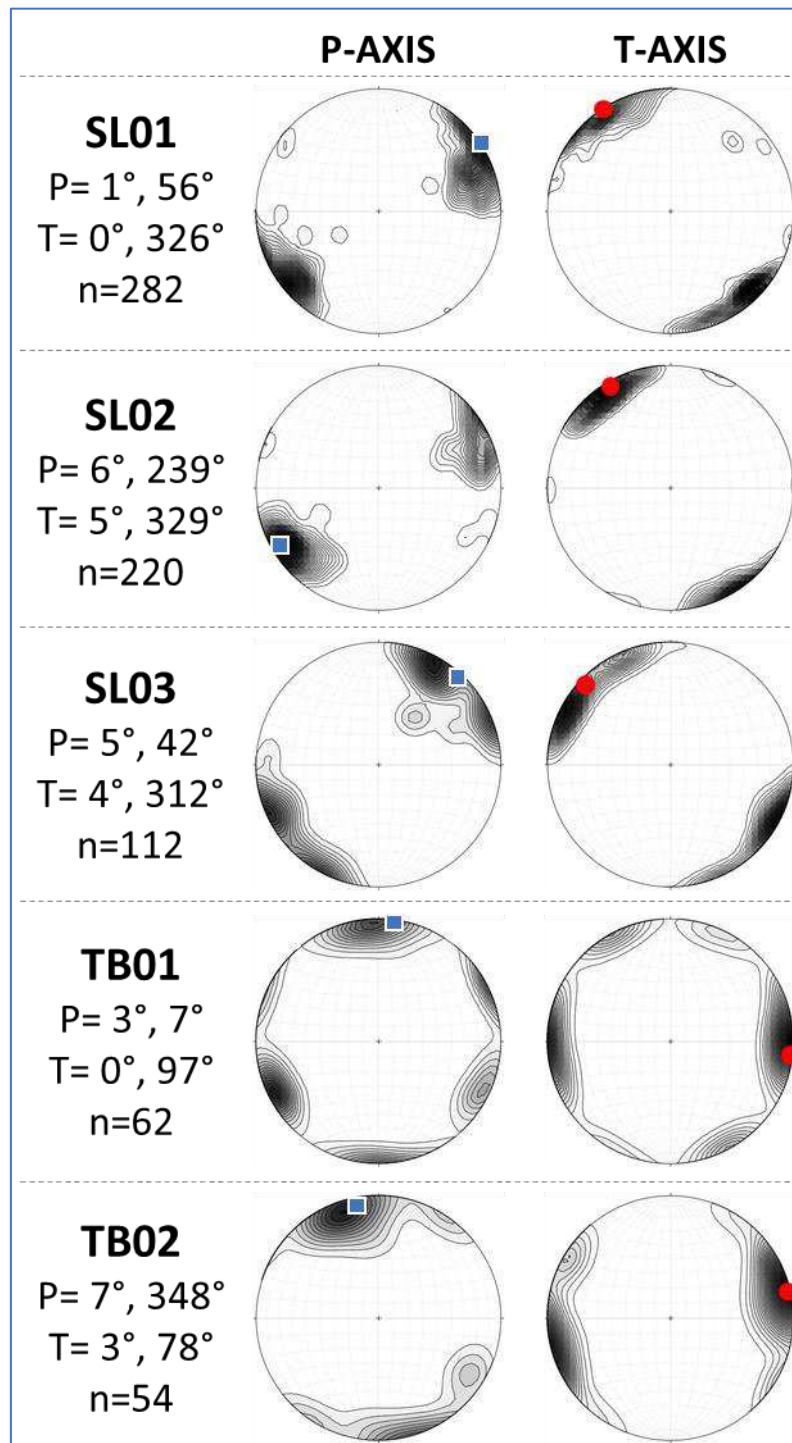 P-AXIS T-AXIS
SL01
P= 1°, 56°
T= 0°, 326°
n=282
SL02
P= 6°, 239°
T= 5°, 329°
n=220
SL03
P= 5°, 42°
T= 4°, 312°
n=112
TB01
P= 3°, 7°
T= 0°, 97°
n=62
TB02
P= 7°, 348°
T= 3°, 78°
n=54